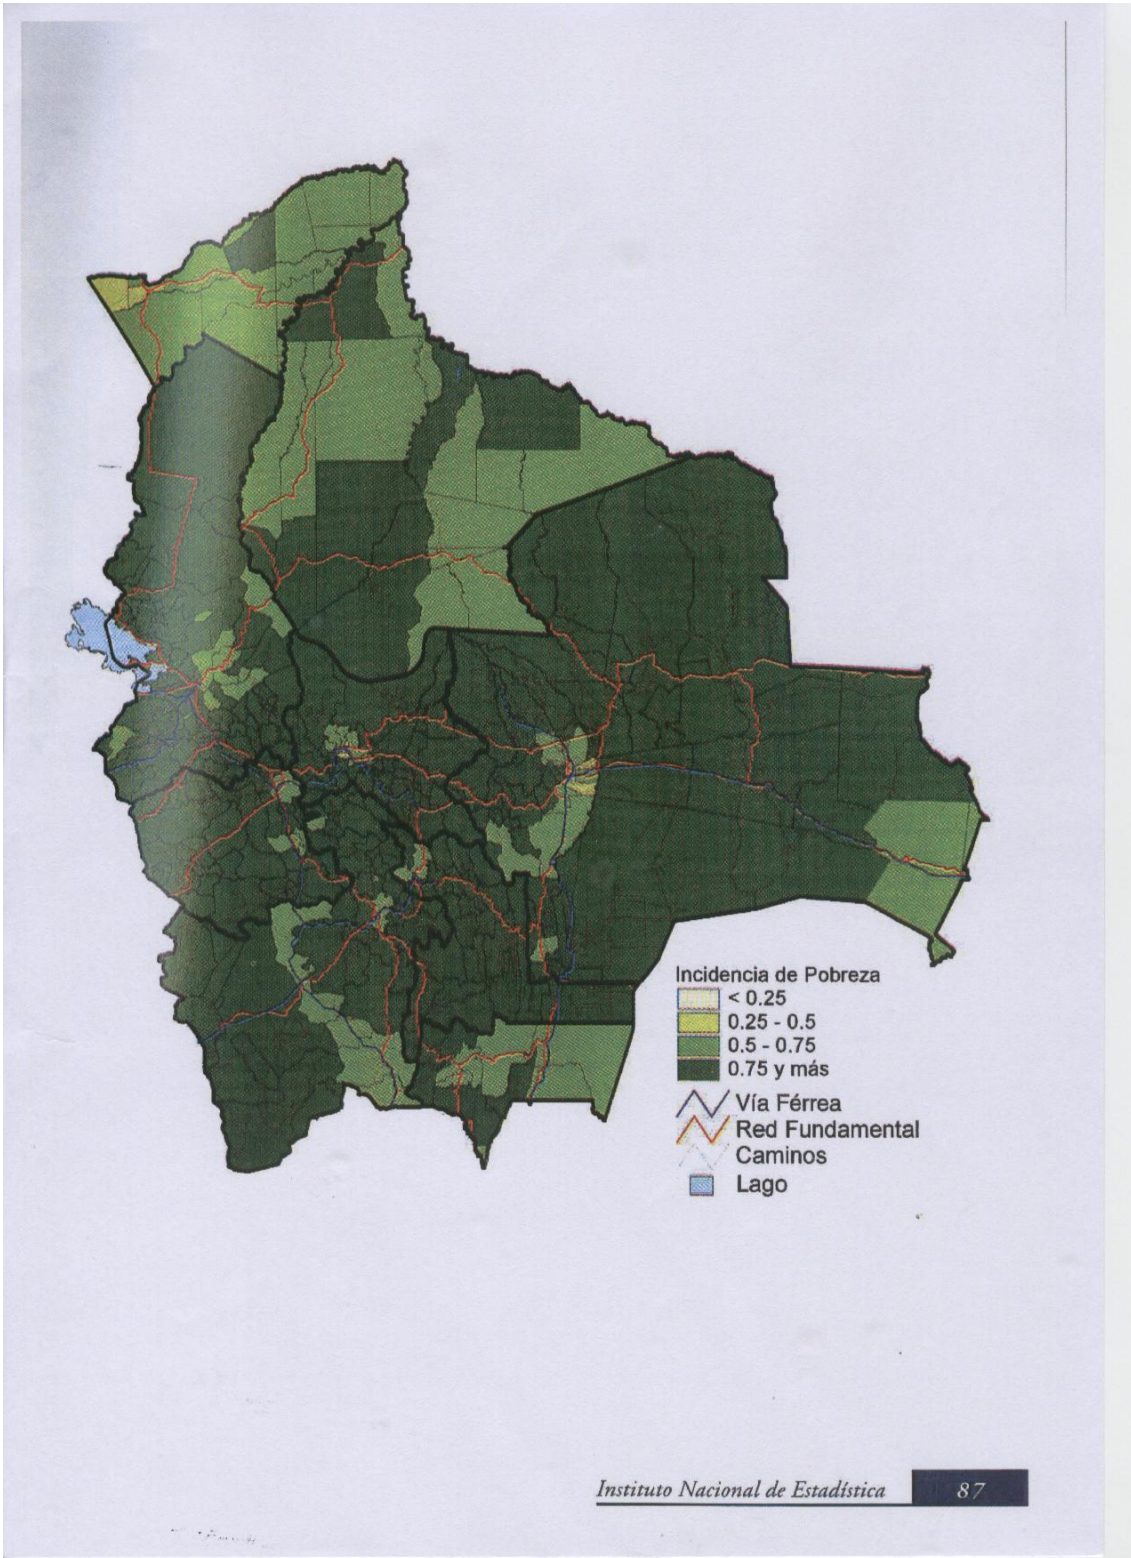 Incidencia de Pobreza
< 0.25
0.25 - 0.5
0.5 - 0.75
0.75 y más
Vía Férrea
Red Fundamental
Caminos
Lago
Instituto Nacional de Estadística 87